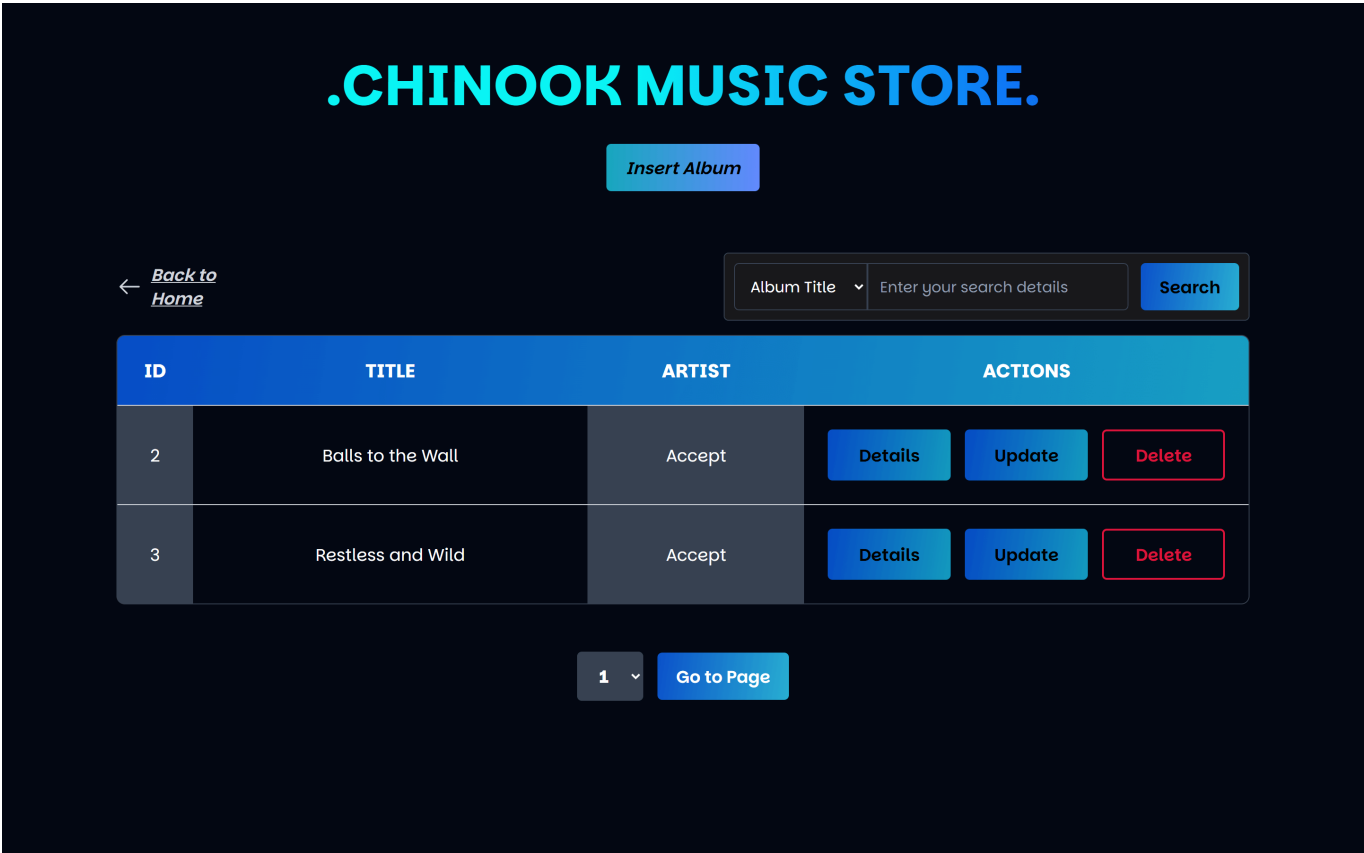 .CHINOOK MUSIC STORE.
Insert Album
Back to
Home
Album Title Enter your search details Search
ID TITLE ARTIST ACTIONS
2 Balls to the Wall Accept Details Update Delete
3 Restless and Wild Accept Details Update Delete
1 Go to Page